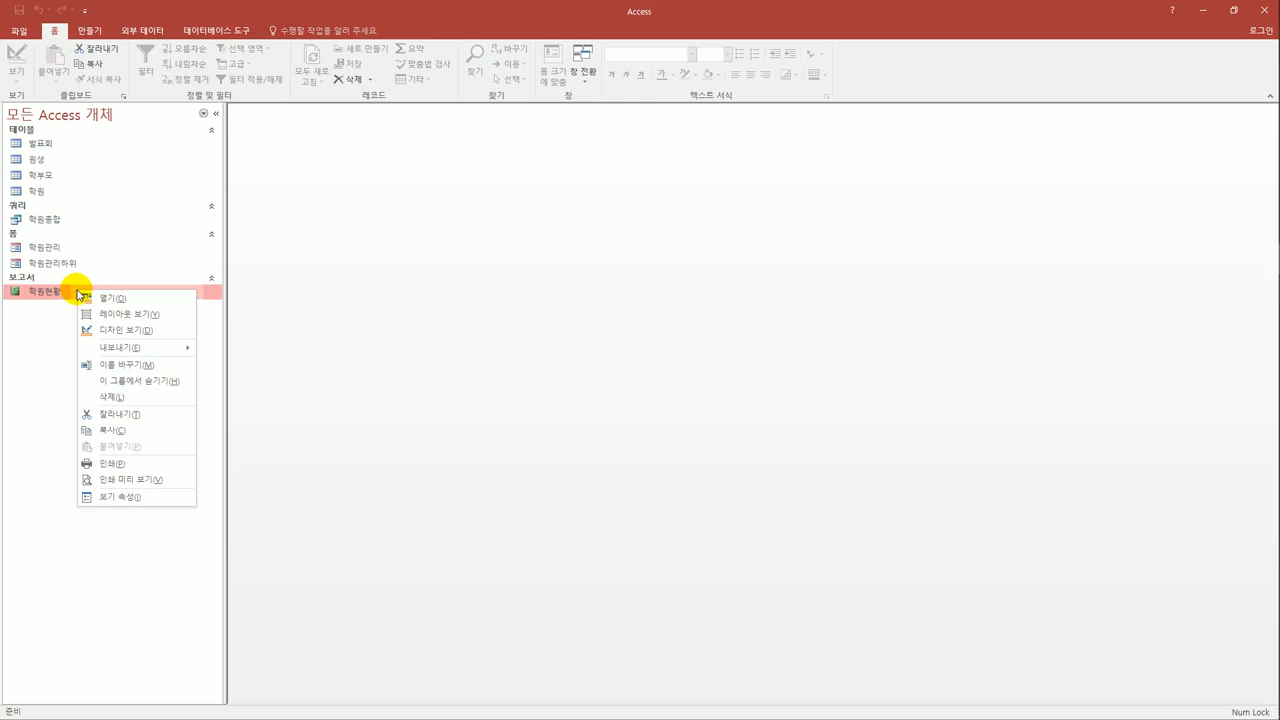 Access
?
파일 홈 만들기 외부 데이터 데이터베이스 도구 수행할 작업을 알려 주세요. 로그인
보기 붙여넣기 잘라내기 복사 서식 복사
필터 오름차순 내림차순 정렬 제거 선택 영역 고급 필터 적용/해제
모두 새로 고침 새로 만들기 저장 삭제 요약 맞춤법 검사 기타
찾기 바꾸기 이동 선택
폼 크기에 맞춤 창 전환
가 가 가 가
보기 클립보드 정렬 및 필터 레코드 찾기 창 텍스트 서식
모든 Access 개체
테이블
발표회
원생
학부모
학원
쿼리
학원종합
폼
학원관리
학원관리하위
보고서
학원현황
열기(O)
레이아웃 보기(Y)
디자인 보기(D)
내보내기(E)
이름 바꾸기(M)
이 그룹에서 숨기기(H)
삭제(L)
잘라내기(T)
복사(C)
붙여넣기(P)
인쇄(P)
인쇄 미리 보기(V)
보기 속성(I)
준비
Num Lock